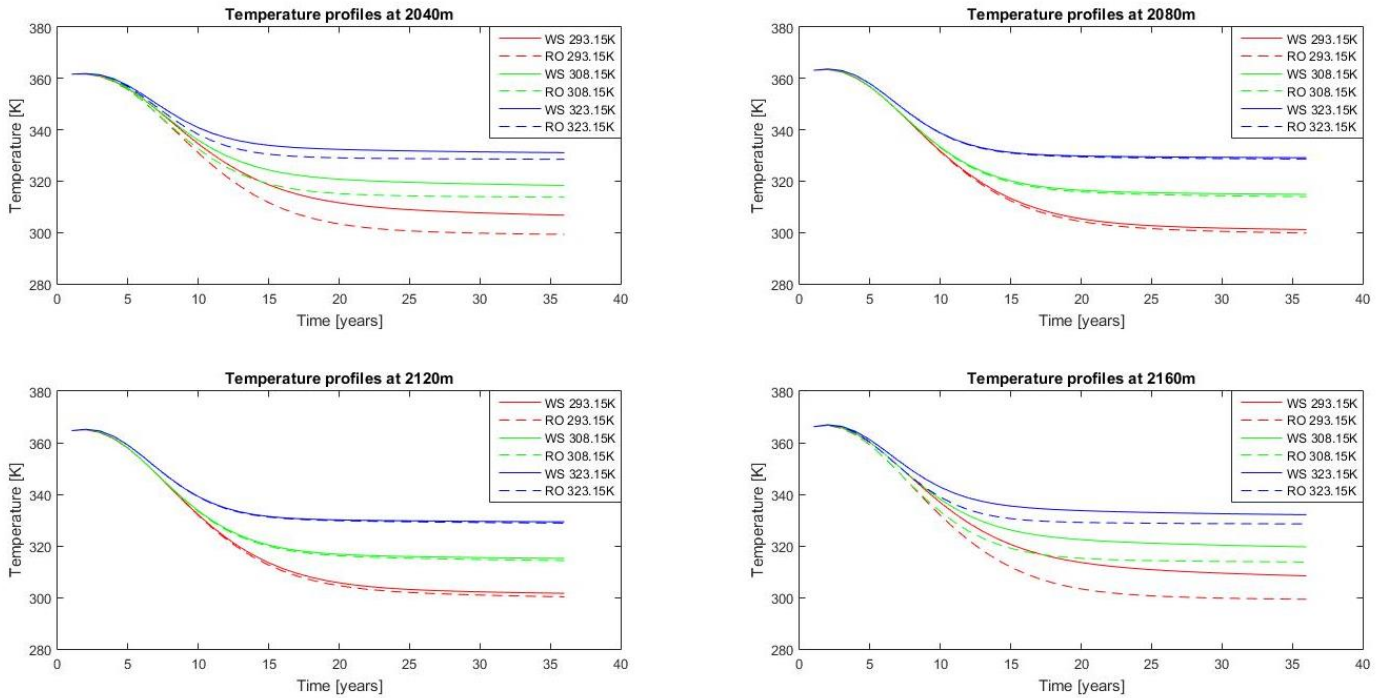 Temperature profiles at 2040m
Temperature [K]
380
360
340
320
300
280
0 5 10 15 20 25 30 35 40
Time [years]
WS 293.15K
RO 293.15K
WS 308.15K
RO 308.15K
WS 323.15K
RO 323.15K
Temperature profiles at 2080m
Temperature [K]
380
360
340
320
300
280
0 5 10 15 20 25 30 35 40
Time [years]
WS 293.15K
RO 293.15K
WS 308.15K
RO 308.15K
WS 323.15K
RO 323.15K
Temperature profiles at 2120m
Temperature [K]
380
360
340
320
300
280
0 5 10 15 20 25 30 35 40
Time [years]
WS 293.15K
RO 293.15K
WS 308.15K
RO 308.15K
WS 323.15K
RO 323.15K
Temperature profiles at 2160m
Temperature [K]
380
360
340
320
300
280
0 5 10 15 20 25 30 35 40
Time [years]
WS 293.15K
RO 293.15K
WS 308.15K
RO 308.15K
WS 323.15K
RO 323.15K